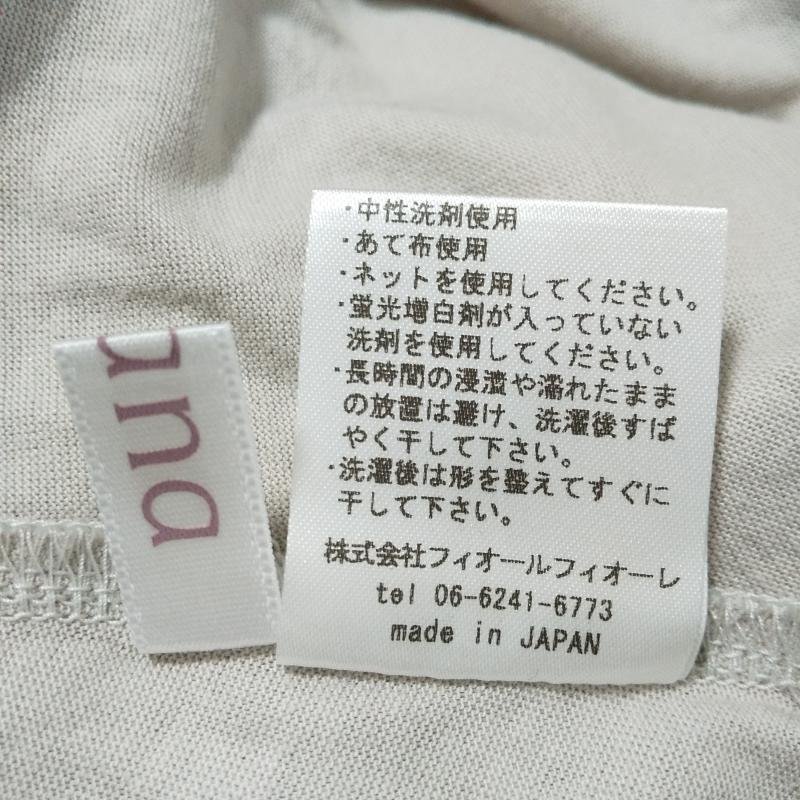 ・中性洗剤使用
・あて布使用
・ネットを使用してください。
・蛍光増白剤が入っていない
洗剤を使用してください。
・長時間の浸漬や濡れたまま
の放置は避け、洗濯後すば
やく干して下さい。
・洗濯後は形を整えてすぐに
干して下さい。
株式会社フィオールフィオーレ
tel 06-6241-6773
made in JAPAN
ana